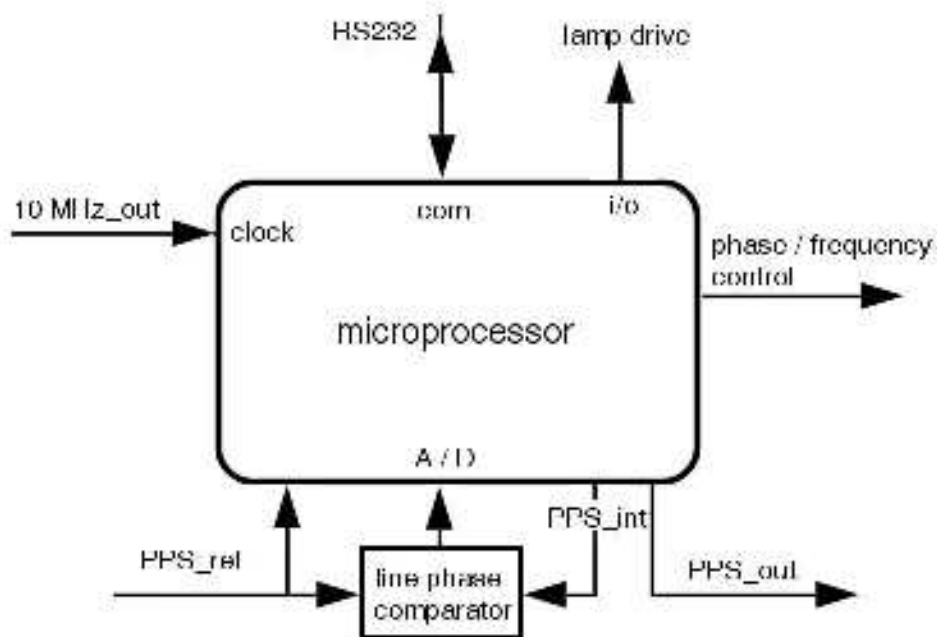 RS232
lamp drive
10 MHz_out
clock
com
i/o
phase / frequency
control
microprocessor
A / D
PPS_int
PPS_ref
fine phase
comparator
PPS_out